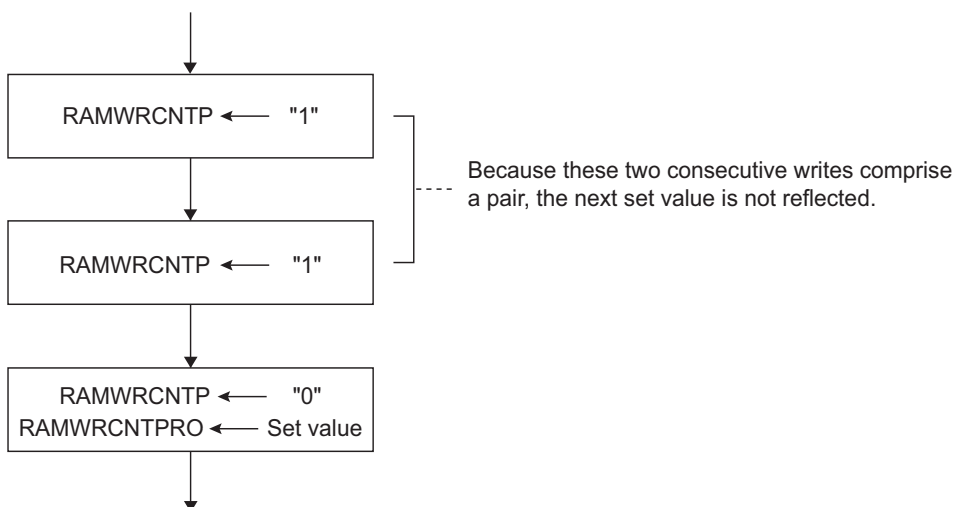 RAMWRCNTP ← "1"
Because these two consecutive writes comprise
a pair, the next set value is not reflected.
RAMWRCNTP ← "1"
RAMWRCNTP ← "0"
RAMWRCNTPRO ← Set value